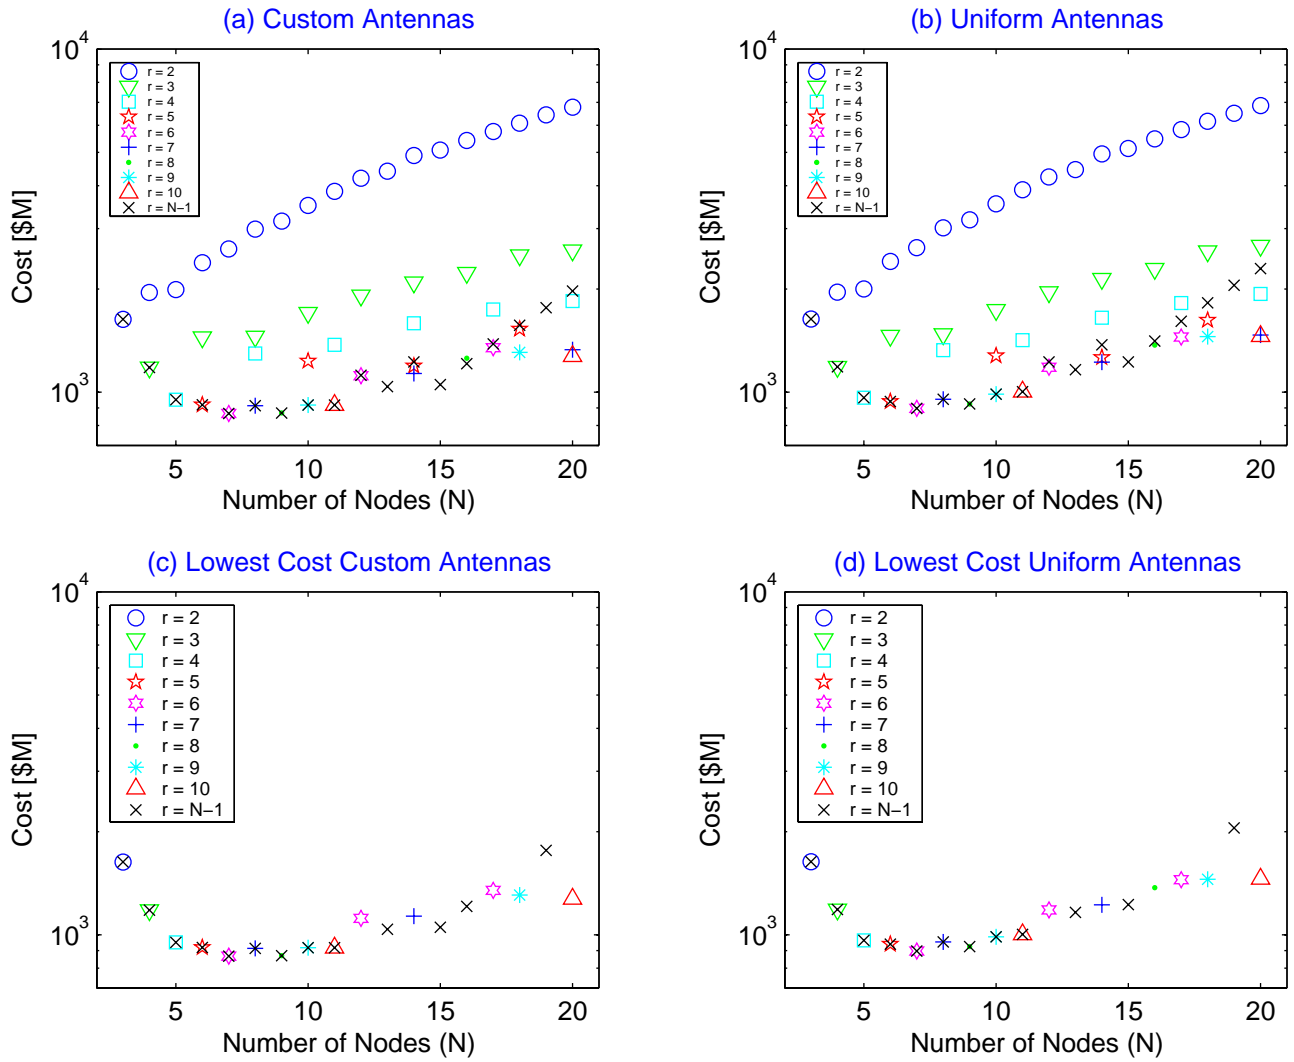 (a) Custom Antennas
10^4
10^3
Cost [$M]
r = 2
r = 3
r = 4
r = 5
r = 6
r = 7
r = 8
r = 9
r = 10
r = N−1
5 10 15 20
Number of Nodes (N)
(b) Uniform Antennas
10^4
10^3
Cost [$M]
r = 2
r = 3
r = 4
r = 5
r = 6
r = 7
r = 8
r = 9
r = 10
r = N−1
5 10 15 20
Number of Nodes (N)
(c) Lowest Cost Custom Antennas
10^4
10^3
Cost [$M]
r = 2
r = 3
r = 4
r = 5
r = 6
r = 7
r = 8
r = 9
r = 10
r = N−1
5 10 15 20
Number of Nodes (N)
(d) Lowest Cost Uniform Antennas
10^4
10^3
Cost [$M]
r = 2
r = 3
r = 4
r = 5
r = 6
r = 7
r = 8
r = 9
r = 10
r = N−1
5 10 15 20
Number of Nodes (N)